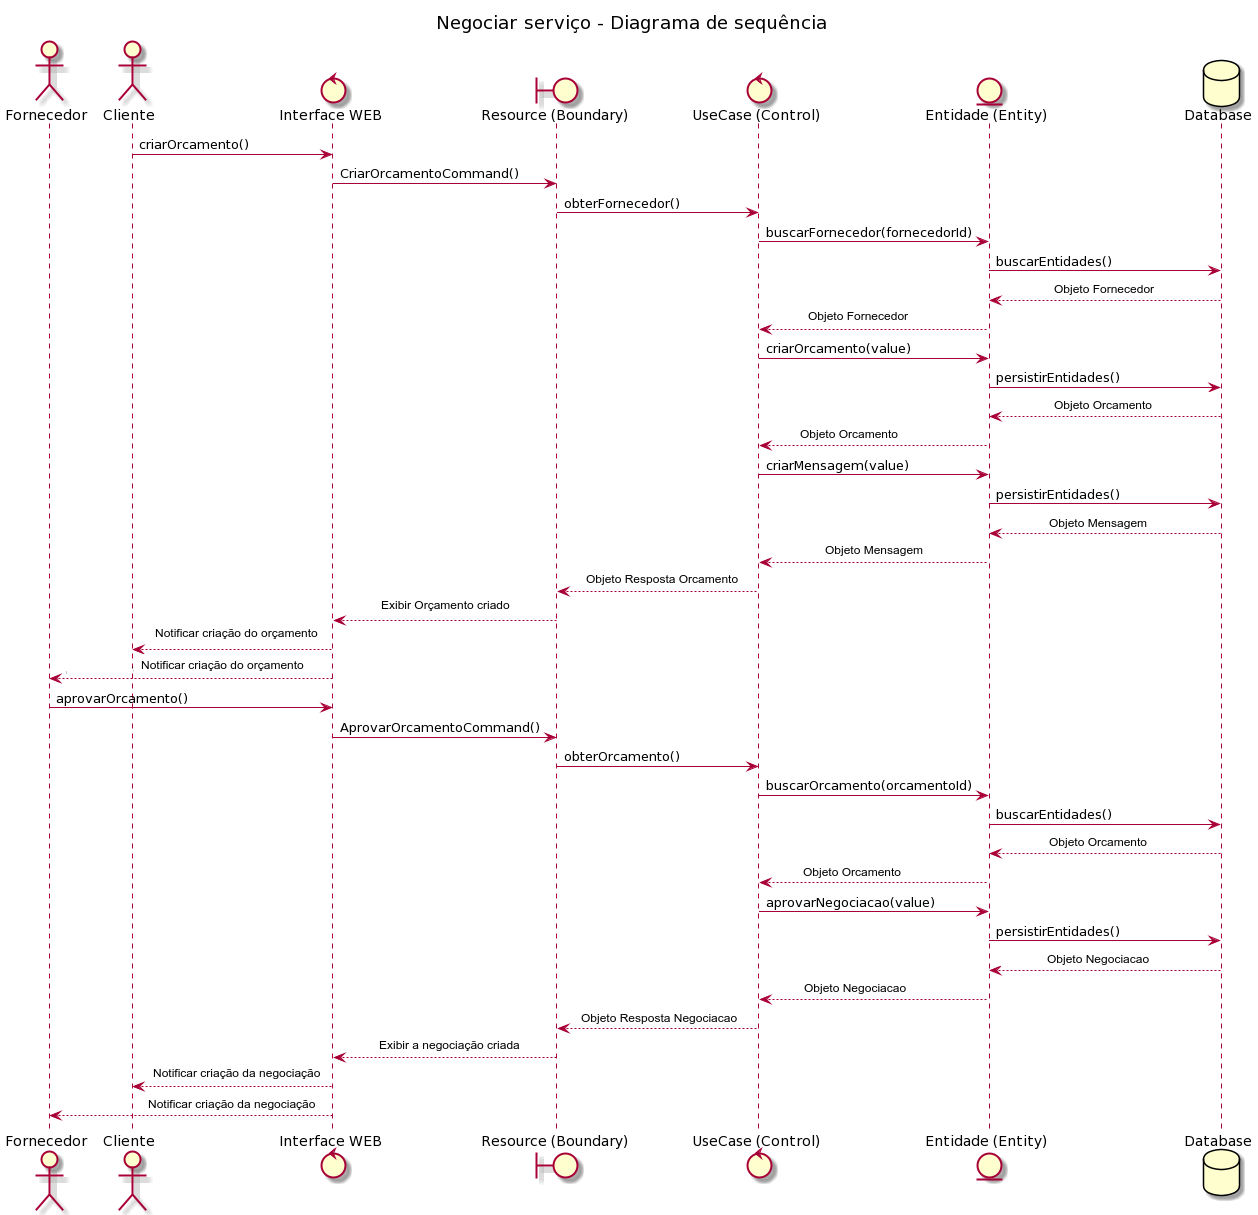 Negociar serviço - Diagrama de sequência
Fornecedor
Cliente
Interface WEB
Resource (Boundary)
UseCase (Control)
Entidade (Entity)
Database
criarOrcamento()
CriarOrcamentoCommand()
obterFornecedor()
buscarFornecedor(fornecedorId)
buscarEntidades()
Objeto Fornecedor
Objeto Fornecedor
criarOrcamento(value)
persistirEntidades()
Objeto Orcamento
Objeto Orcamento
criarMensagem(value)
persistirEntidades()
Objeto Mensagem
Objeto Mensagem
Objeto Resposta Orcamento
Exibir Orçamento criado
Notificar criação do orçamento
Notificar criação do orçamento
aprovarOrcamento()
AprovarOrcamentoCommand()
obterOrcamento()
buscarOrcamento(orcamentoId)
buscarEntidades()
Objeto Orcamento
Objeto Orcamento
aprovarNegociacao(value)
persistirEntidades()
Objeto Negociacao
Objeto Negociacao
Objeto Resposta Negociacao
Exibir a negociação criada
Notificar criação da negociação
Notificar criação da negociação
Fornecedor
Cliente
Interface WEB
Resource (Boundary)
UseCase (Control)
Entidade (Entity)
Database